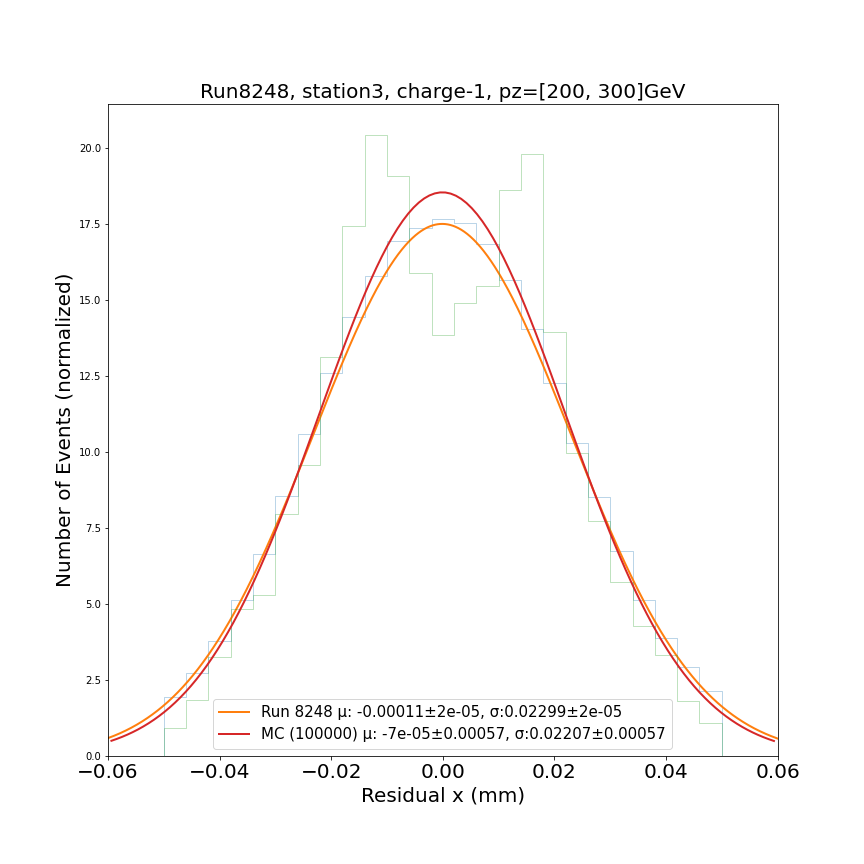 Run8248, station3, charge-1, pz=[200, 300]GeV
Number of Events (normalized)
20.0
17.5
15.0
12.5
10.0
7.5
5.0
2.5
0.0
Run 8248 μ: -0.00011±2e-05, σ:0.02299±2e-05
MC (100000) μ: -7e-05±0.00057, σ:0.02207±0.00057
−0.06 −0.04 −0.02 0.00 0.02 0.04 0.06
Residual x (mm)